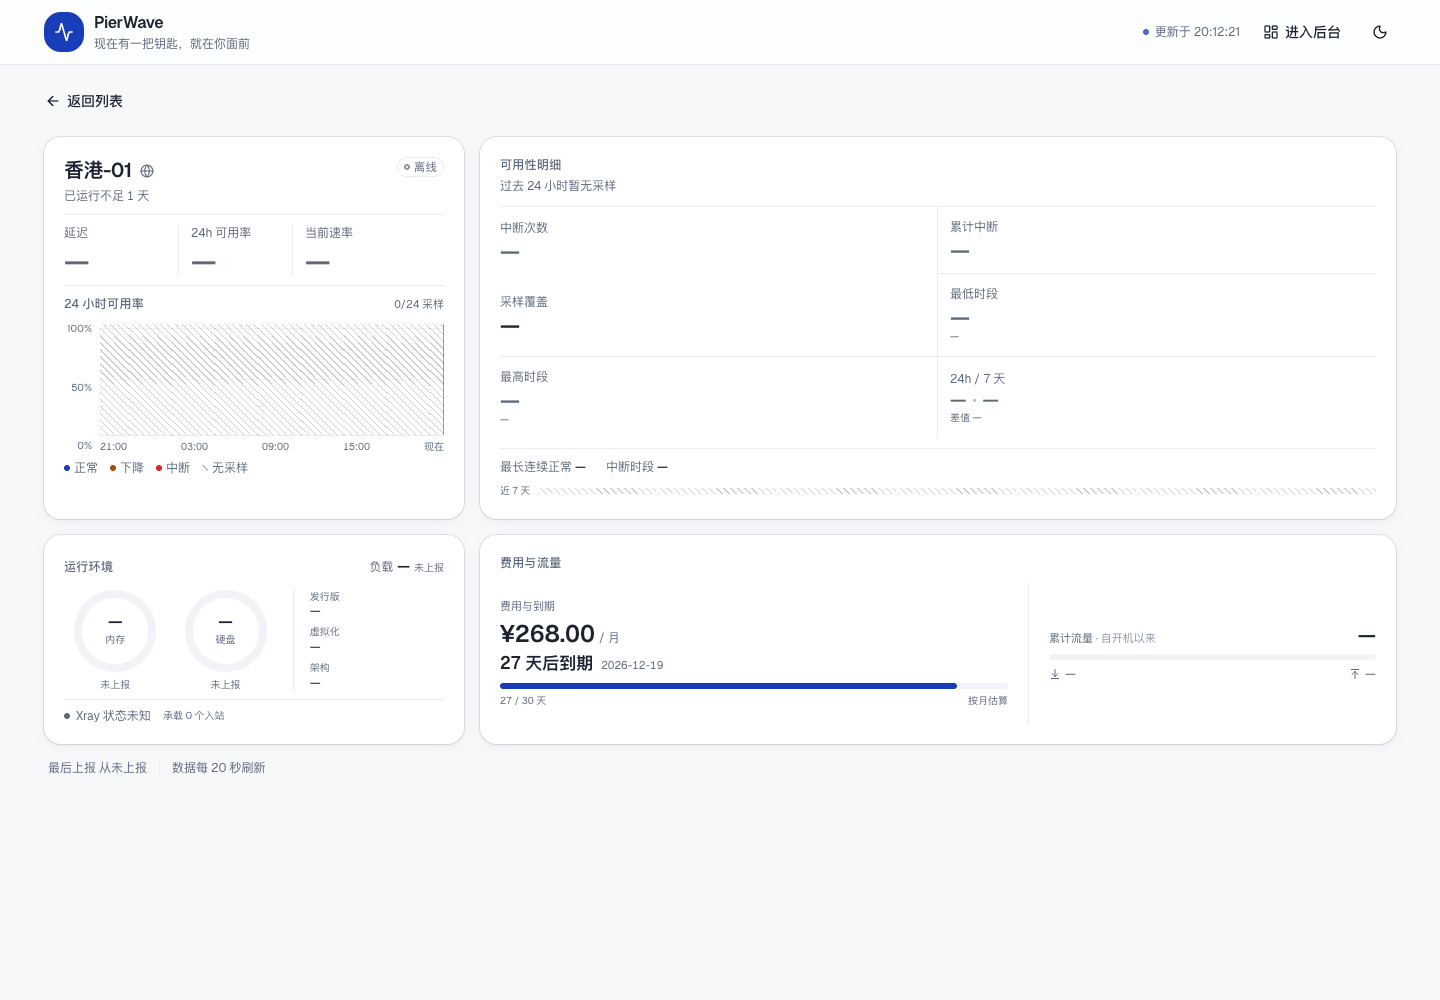 PierWave
现在有一把钥匙，就在你面前
更新于 20:12:21
进入后台
返回列表
香港-01
离线
已运行不足 1 天
延迟
24h 可用率
当前速率
—
—
—
24 小时可用率
0/24 采样
100%
50%
0%
21:00
03:00
09:00
15:00
现在
正常
下降
中断
无采样
可用性明细
过去 24 小时暂无采样
中断次数
—
累计中断
—
采样覆盖
—
最低时段
—
—
最高时段
—
—
24h / 7 天
— · —
差值 —
最长连续正常 —
中断时段 —
近 7 天
运行环境
负载 — 未上报
—
内存
未上报
—
硬盘
未上报
发行版
—
虚拟化
—
架构
—
Xray 状态未知
承载 0 个入站
费用与流量
费用与到期
¥268.00 / 月
27 天后到期 2026-12-19
27 / 30 天
按月估算
累计流量 · 自开机以来
—
—
—
最后上报 从未上报
数据每 20 秒刷新